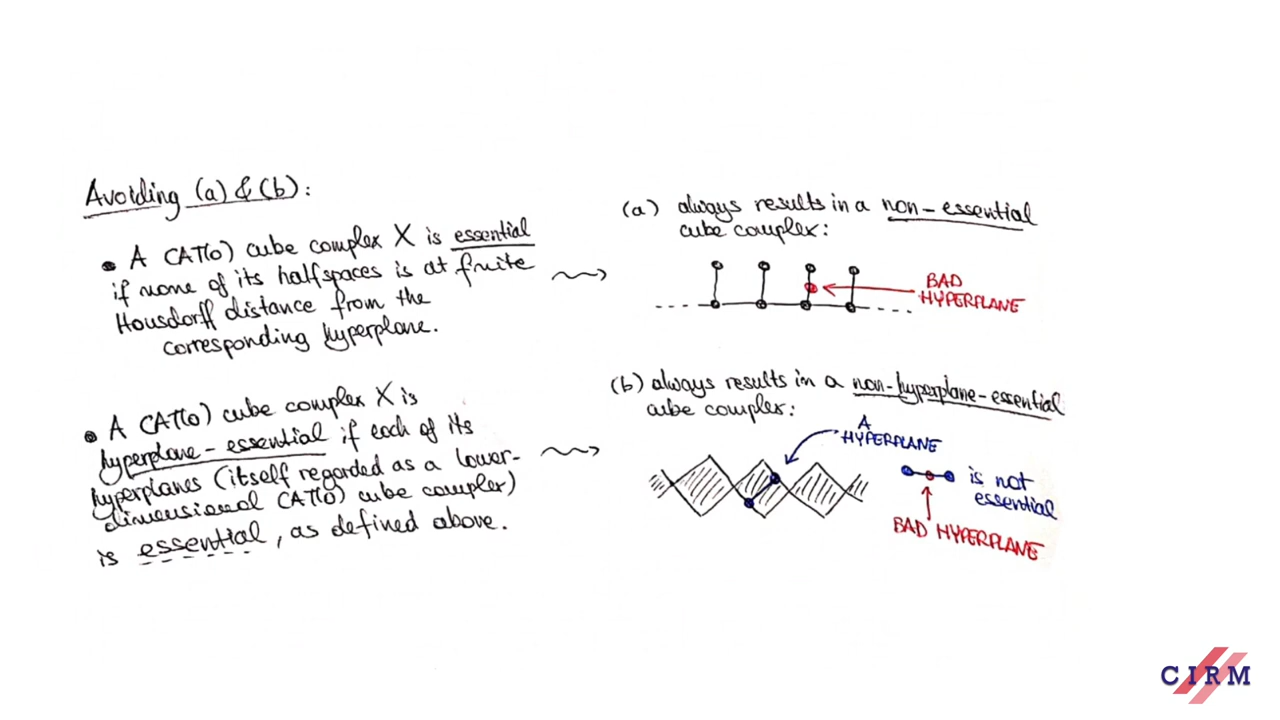 Avoiding (a) & (b):
• A CAT(0) cube complex X is essential
if none of its halfspaces is at finite
Housdorff distance from the
corresponding hyperplane.
• A CAT(0) cube complex X is
hyperplane-essential if each of its
hyperplanes (itself regarded as a lower-
dimensional CAT(0) cube complex)
is essential, as defined above.
(a) always results in a non-essential
cube complex:
BAD
HYPERPLANE
(b) always results in a non-hyperplane-essential
cube complex:
A
HYPERPLANE
is not
essential
BAD HYPERPLANE
CIRM